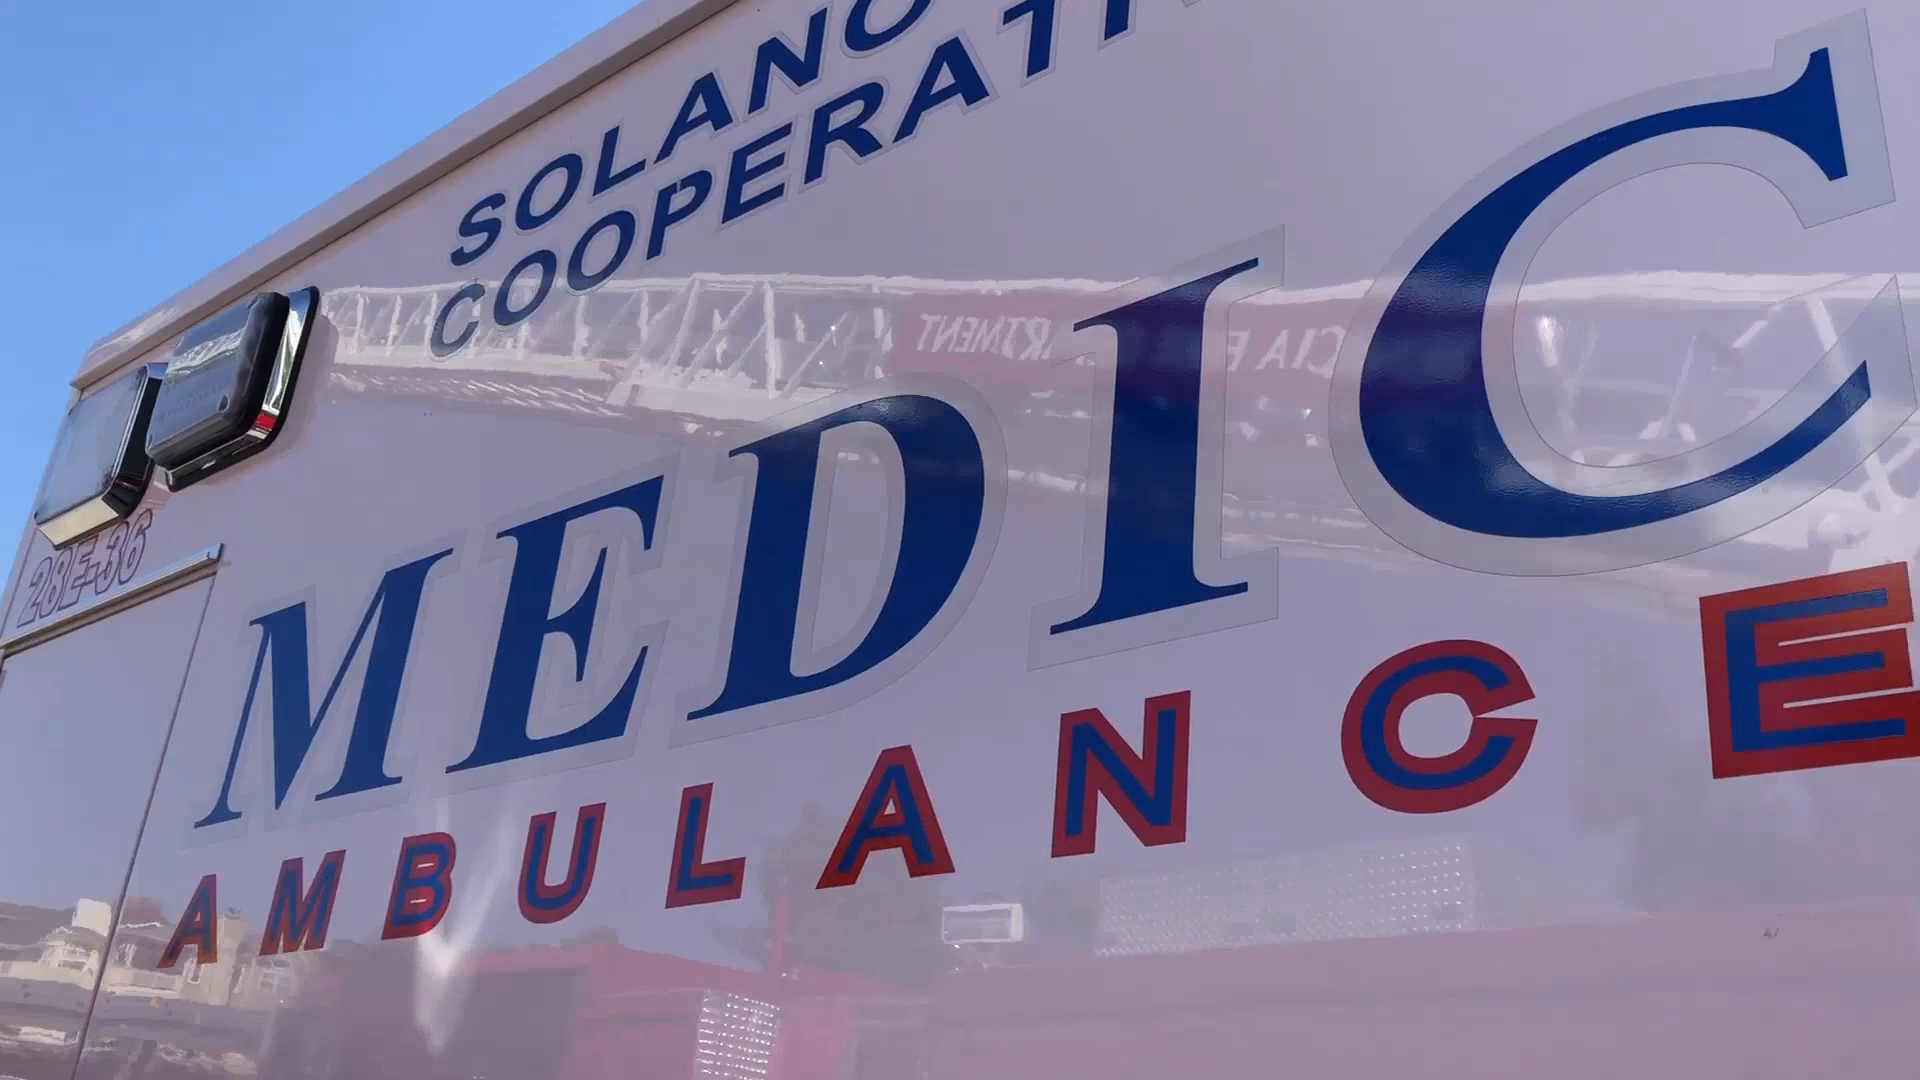 SOLANO
COOPERATI
MEDIC
28E-36
AMBULANCE